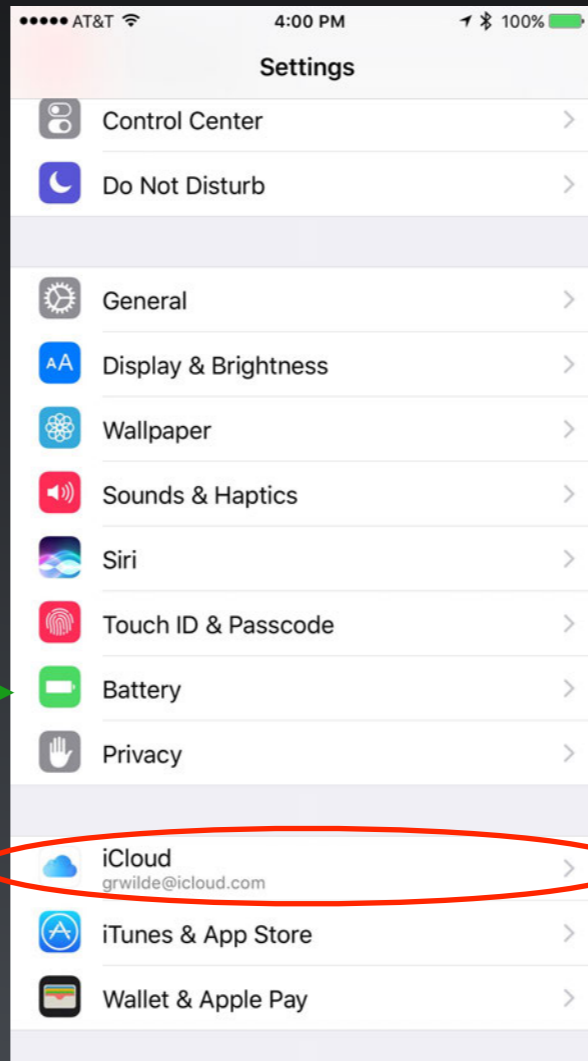 AT&T 4:00 PM 100%
Settings
Control Center
Do Not Disturb
General
AA Display & Brightness
Wallpaper
Sounds & Haptics
Siri
Touch ID & Passcode
Battery
Privacy
iCloud
grwilde@icloud.com
iTunes & App Store
Wallet & Apple Pay